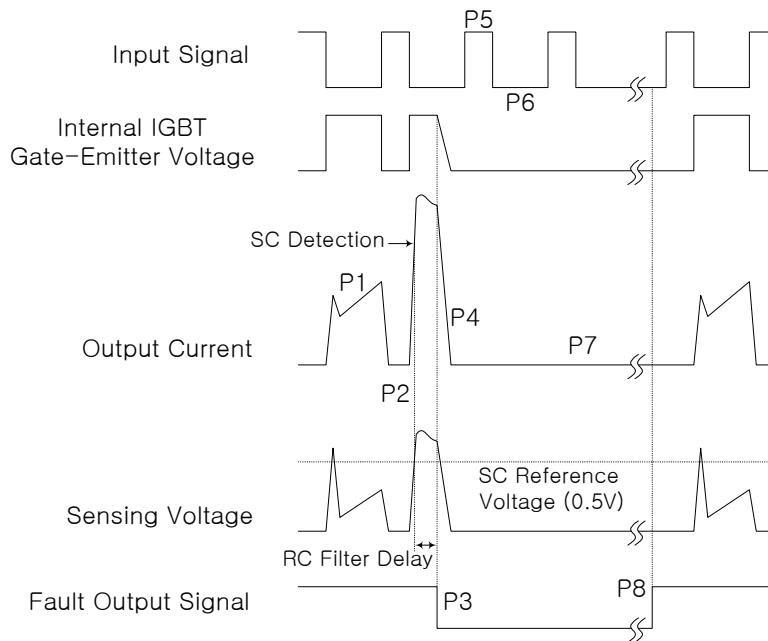 P5
Input Signal
P6
Internal IGBT
Gate-Emitter Voltage
SC Detection
P1
P4
Output Current
P7
P2
SC Reference
Voltage (0.5V)
Sensing Voltage
RC Filter Delay
Fault Output Signal
P3
P8